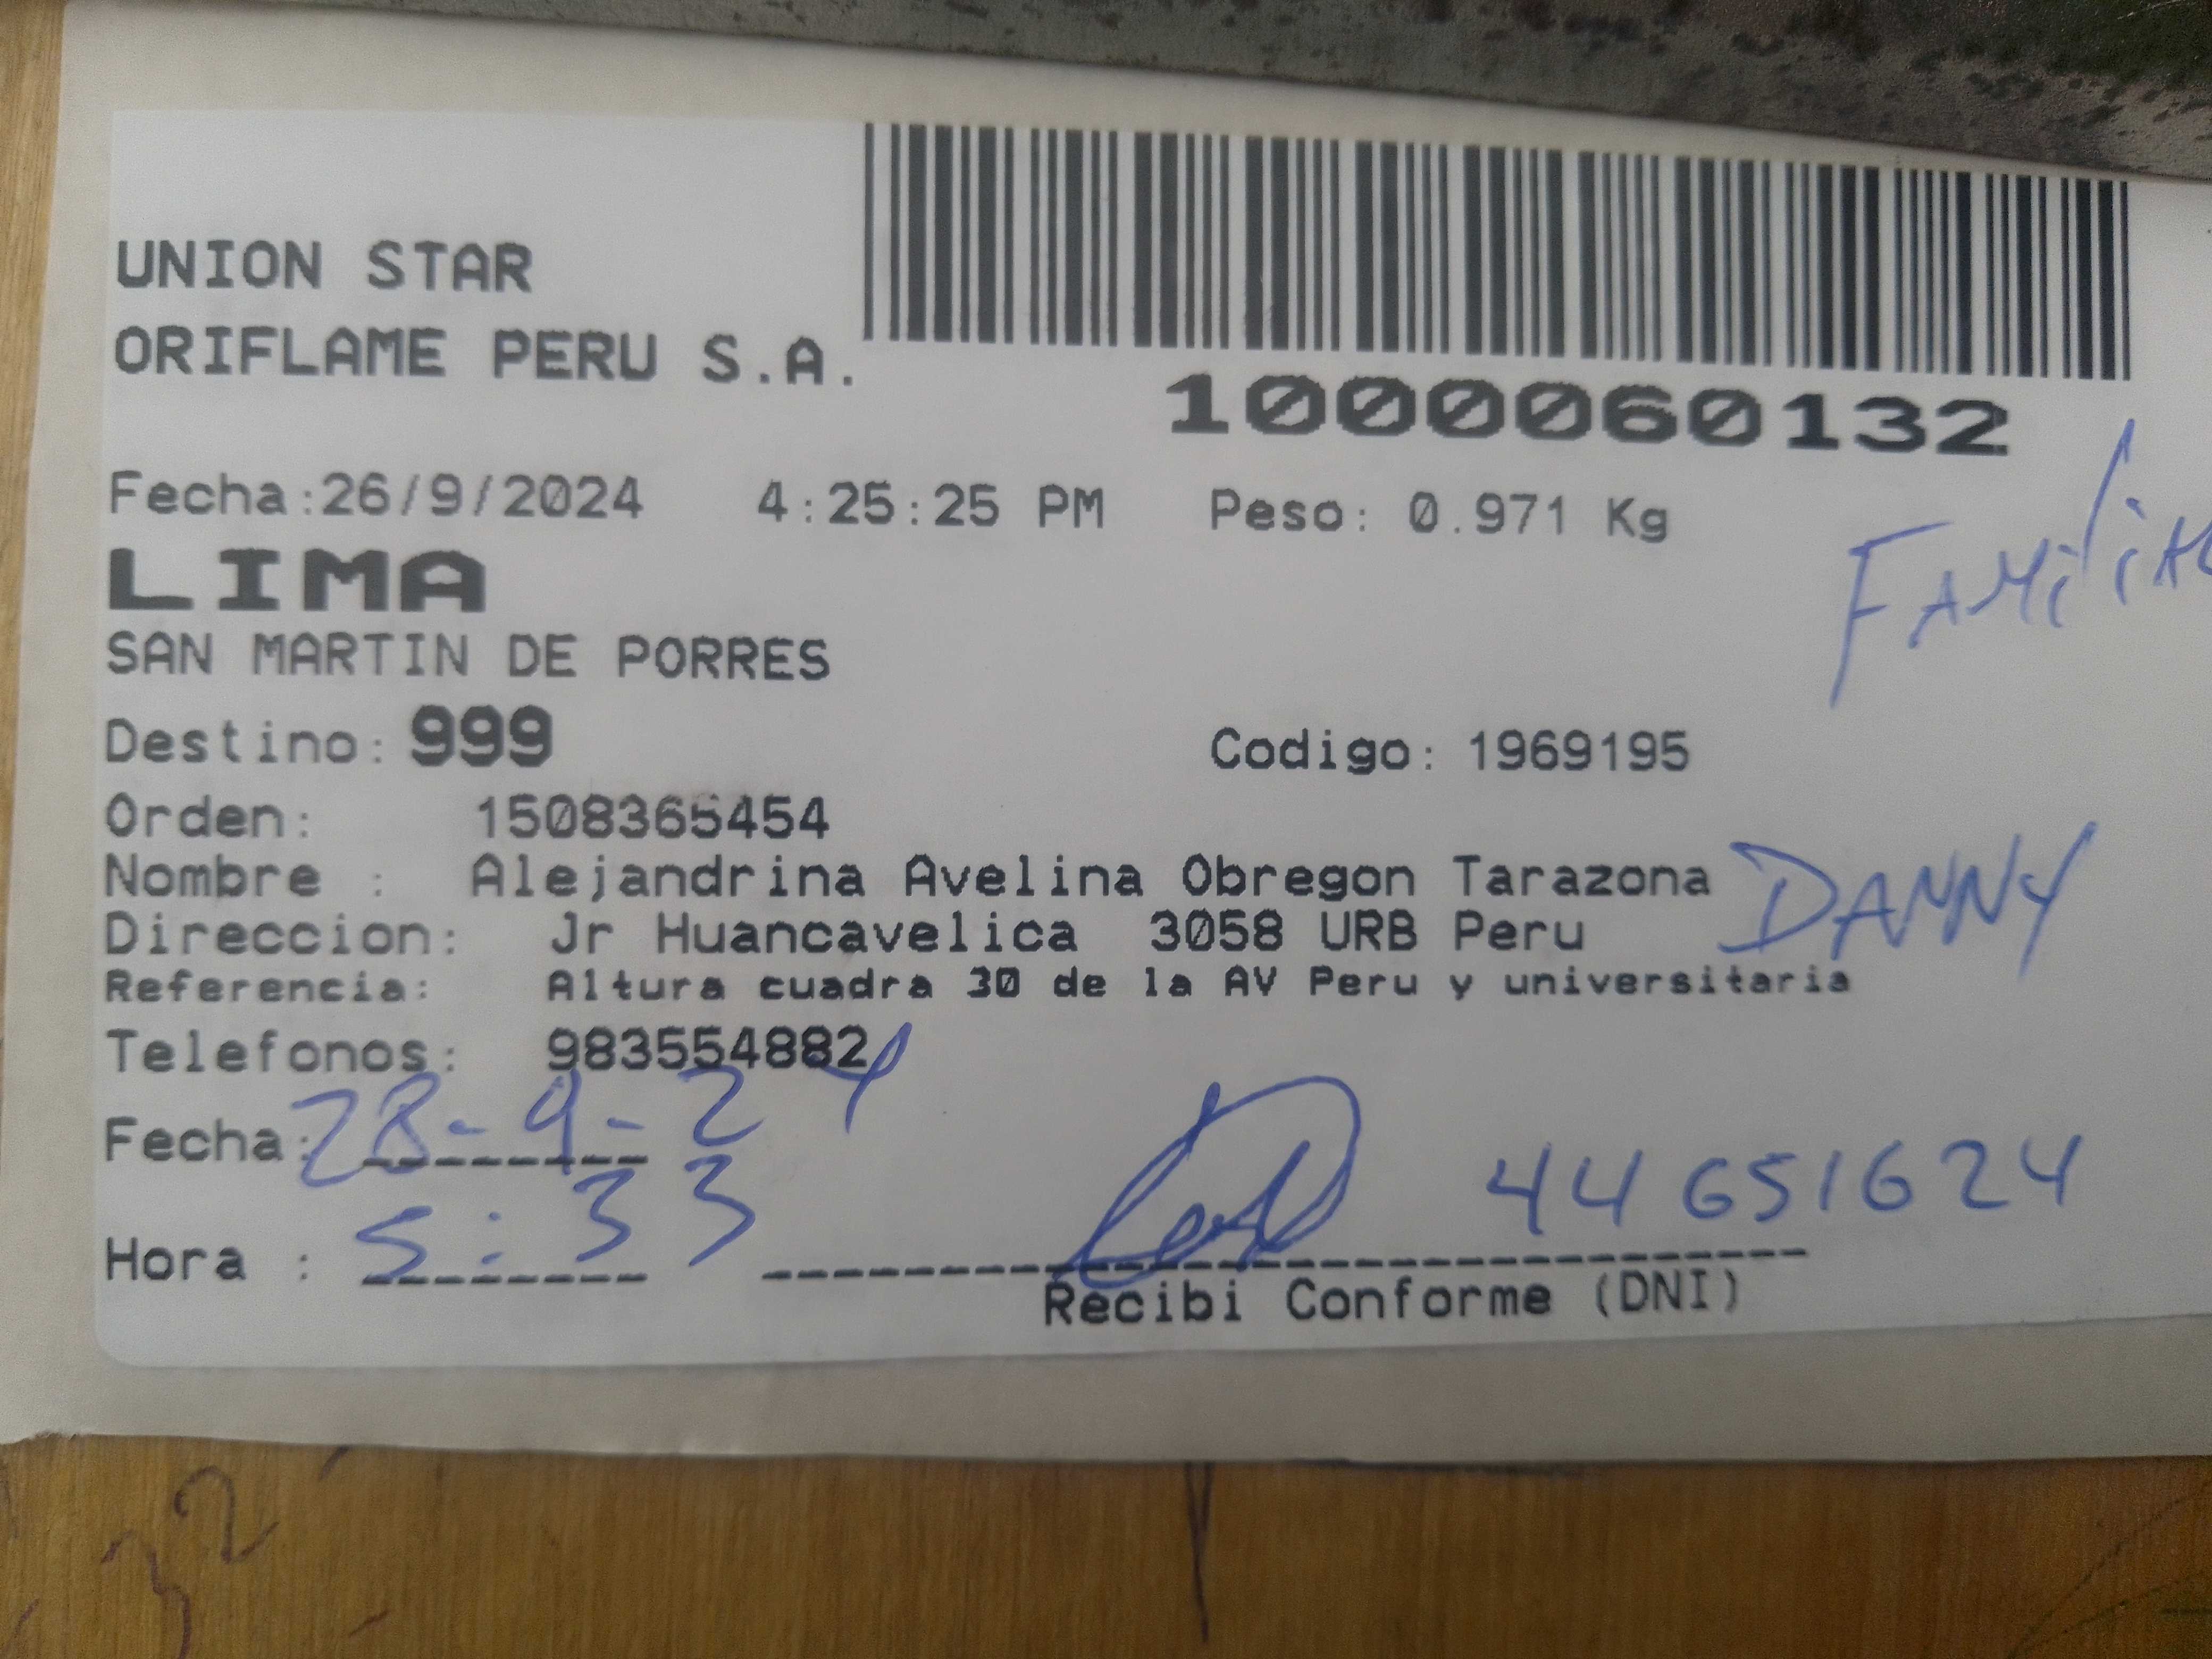 UNION STAR
ORIFLAME PERU S.A.
1000060132
Fecha:26/9/2024 4:25:25 PM Peso: 0.971 Kg
LIMA
FAMiliAR
SAN MARTIN DE PORRES
Destino: 999 Codigo: 1969195
Orden: 1508365454
Nombre : Alejandrina Avelina Obregon Tarazona
DANNY
Direccion: Jr Huancavelica 3058 URB Peru
Referencia: Altura cuadra 30 de la AV Peru y universitaria
Telefonos: 983554882
Fecha: 28-9-24
44651624
Hora : 5:33
Recibi Conforme (DNI)
32